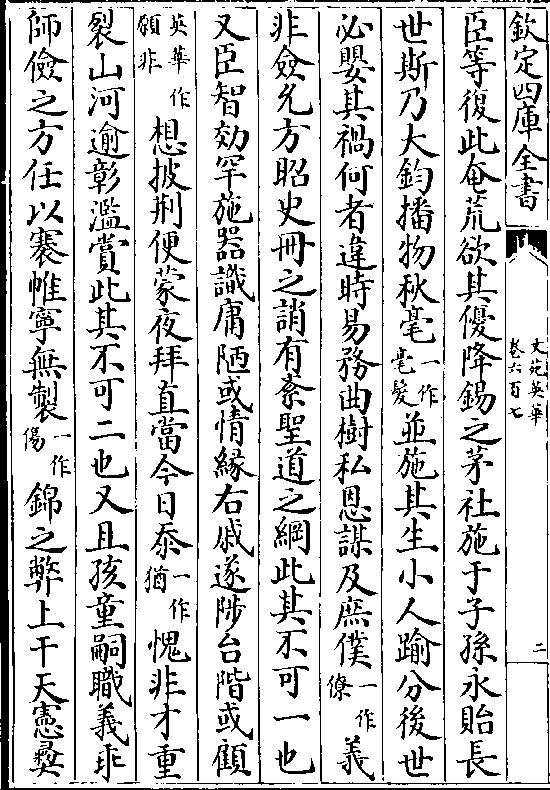 欽定四庫全書
文苑英華
卷六百七
二
臣等復此奄荒欲其優降錫之茅社施于子孫永貽長
世斯乃大鈞播物秋毫一作毫髮並施其生小人踰分後世
必嬰其禍何者違時易務曲樹私恩謀及庶僕一作僚義
非僉允方昭史冊之誚有紊聖道之綱此其不可一也
又臣智効罕施器識庸陋或情緣右戚遂陟台階或顧
英華作願非想披荆便蒙夜拜直當今日忝一作猶愧非才重
裂山河逾彰濫賞此其不可二也又且孩童嗣職義乖
師儉之方任以褰帷寧無製一作傷錦之弊上干天憲彛